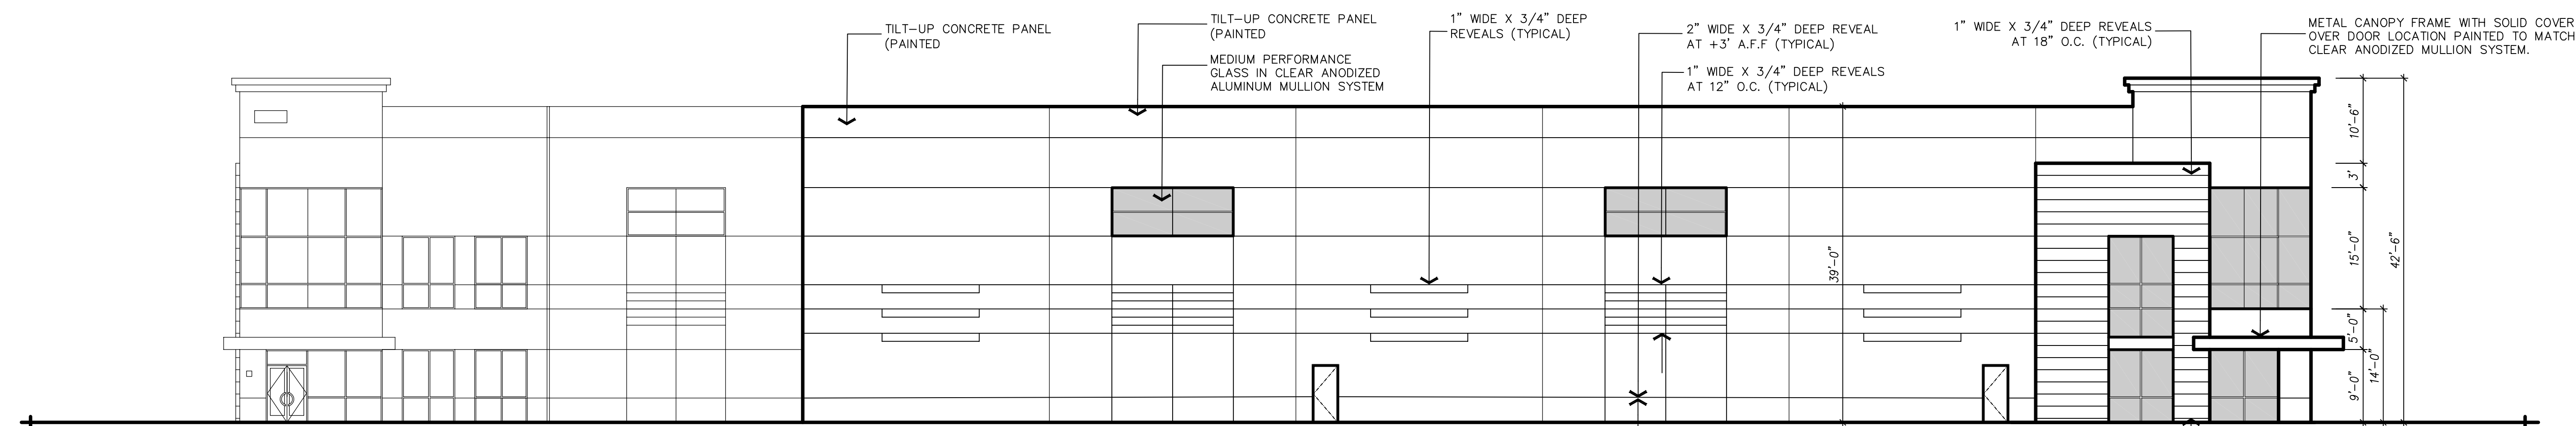 TILT-UP CONCRETE PANEL
(PAINTED
TILT-UP CONCRETE PANEL
(PAINTED
MEDIUM PERFORMANCE
GLASS IN CLEAR ANODIZED
ALUMINUM MULLION SYSTEM
1" WIDE X 3/4" DEEP
REVEALS (TYPICAL)
2" WIDE X 3/4" DEEP REVEAL
AT +3' A.F.F (TYPICAL)
1" WIDE X 3/4" DEEP REVEALS
AT 12" O.C. (TYPICAL)
1" WIDE X 3/4" DEEP REVEALS
AT 18" O.C. (TYPICAL)
METAL CANOPY FRAME WITH SOLID COVER
OVER DOOR LOCATION PAINTED TO MATCH
CLEAR ANODIZED MULLION SYSTEM.
39'-0"
10'-6"
3'
15'-0"
5'-0"
9'-0"
14'-0"
42'-6"